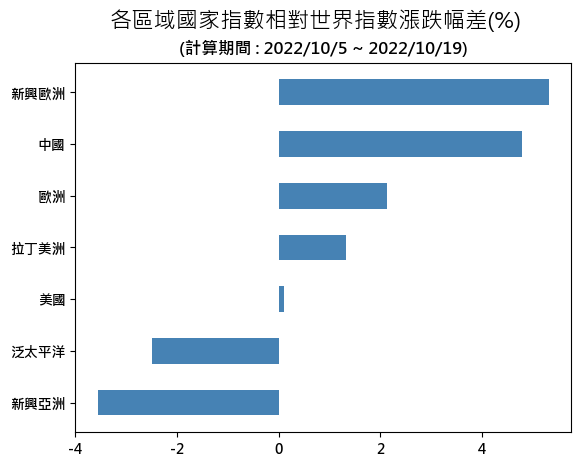 各區域國家指數相對世界指數漲跌幅差(%)
(計算期間 : 2022/10/5 ~ 2022/10/19)
新興歐洲
中國
歐洲
拉丁美洲
美國
泛太平洋
新興亞洲
-4 -2 0 2 4